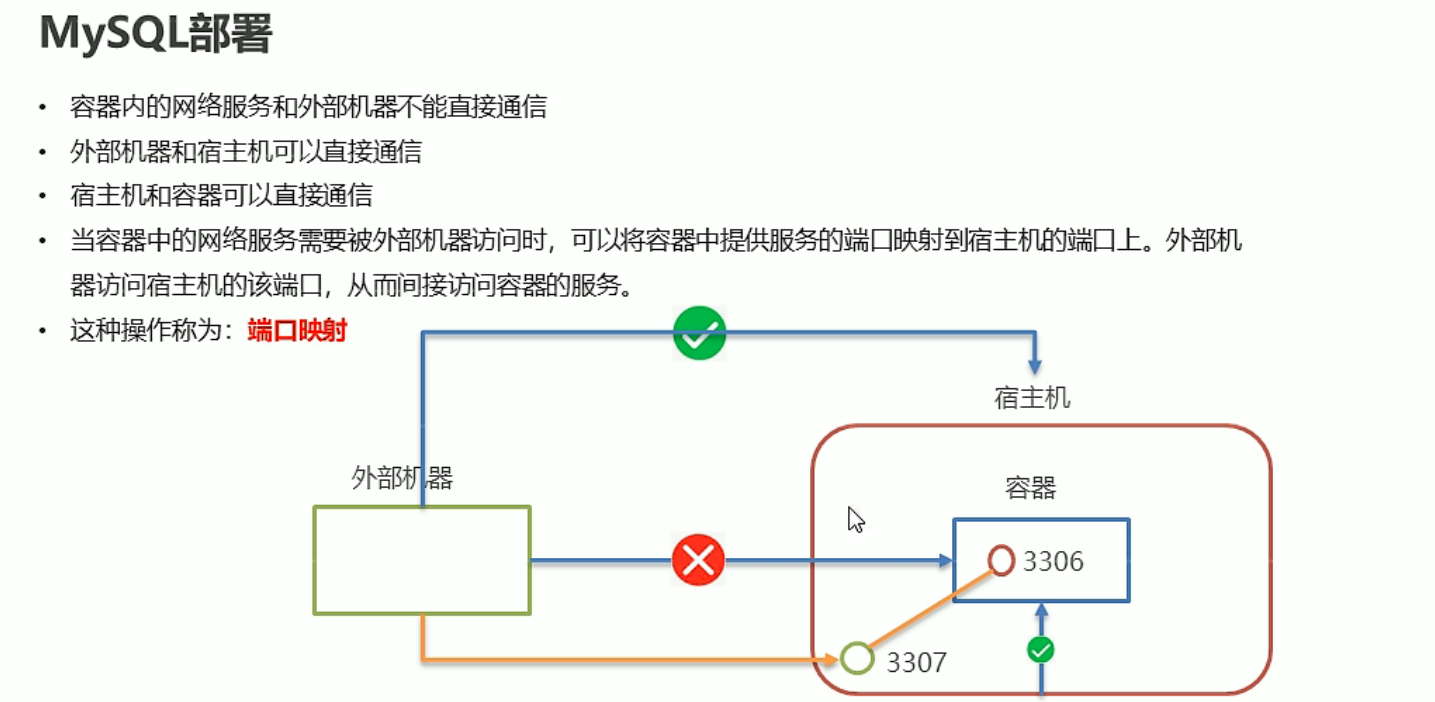 MySQL部署
• 容器内的网络服务和外部机器不能直接通信
• 外部机器和宿主机可以直接通信
• 宿主机和容器可以直接通信
• 当容器中的网络服务需要被外部机器访问时，可以将容器中提供服务的端口映射到宿主机的端口上。外部机
器访问宿主机的该端口，从而间接访问容器的服务。
• 这种操作称为：端口映射
宿主机
外部机器
容器
3306
3307